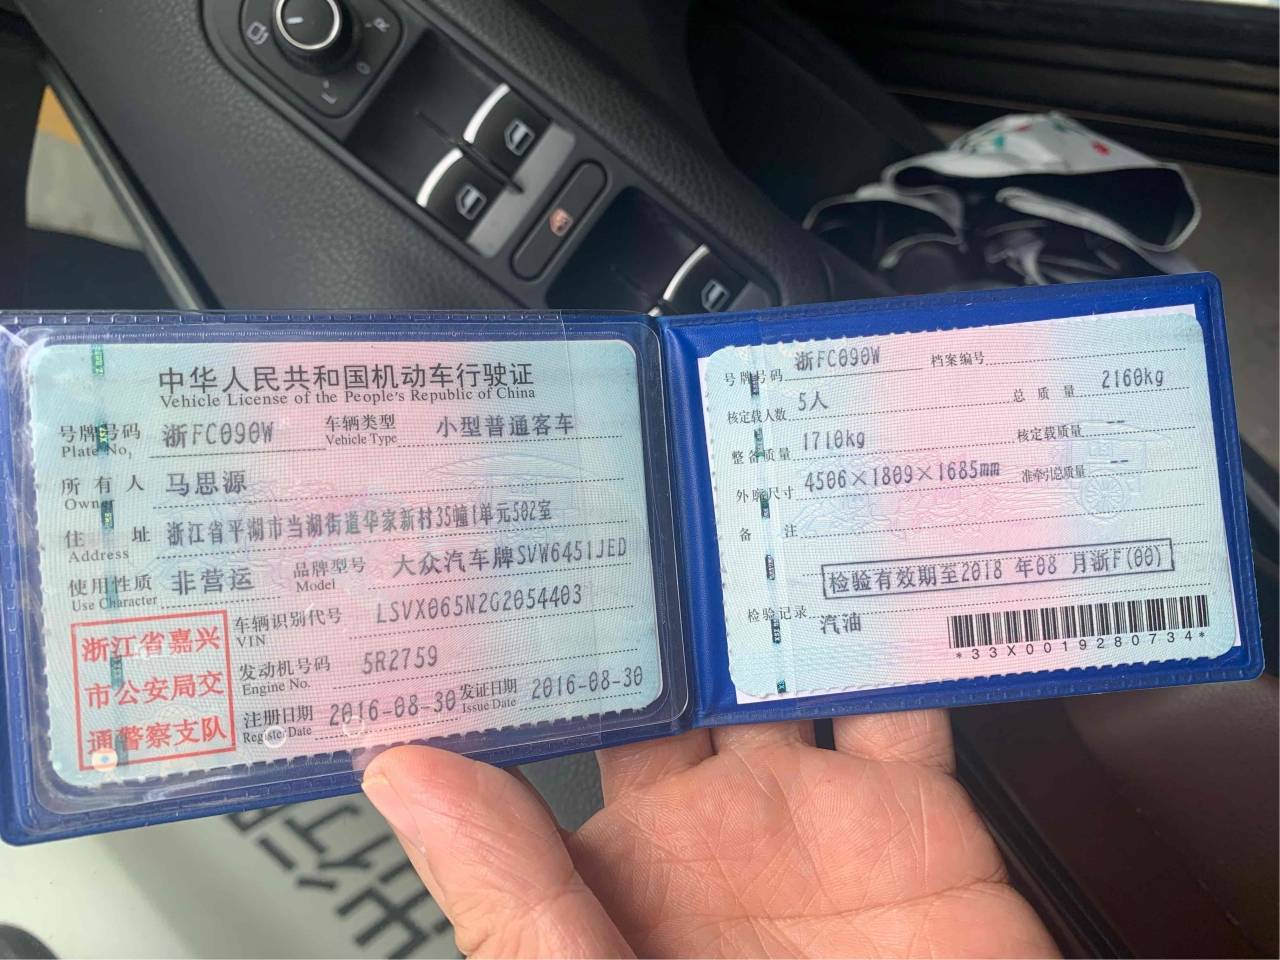 中华人民共和国机动车行驶证
Vehicle License of the People's Republic of China
号牌号码 浙FC090W 车辆类型 小型普通客车
Plate No. Vehicle Type
所有人 马思源
Owner
住址 浙江省平湖市当湖街道华家新村35幢1单元502室
Address
使用性质 非营运 品牌型号 大众汽车牌SVW6451JED
Use Character Model
浙江省嘉兴
市公安局交
通警察支队
车辆识别代号 LSVX065N2G2054403
VIN
发动机号码 5R2759
Engine No.
注册日期 2016-08-30 发证日期 2016-08-30
Register Date Issue Date
号牌号码 浙FC090W 档案编号
核定载人数 5人 总质量 2160kg
整备质量 1710kg 核定载质量 --
外廓尺寸 4506×1809×1685mm 准牵引总质量 --
备注
检验有效期至2018 年08 月浙F(00)
检验记录 汽油
*33X0019280734*